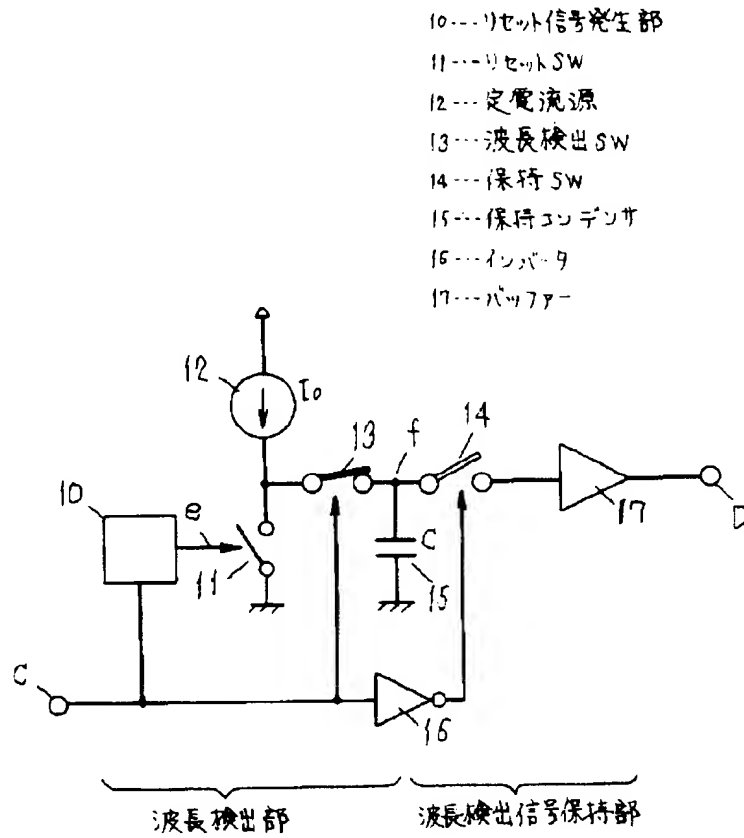 10---リセット信号発生部
11---リセットSW
12---定電流源
13---波長検出SW
14---保持SW
15---保持コンデンサ
16---インバータ
17---バッファー
12
I0
13
f
14
10
e
11
C
15
17
D
C
16
波長検出部
波長検出信号保持部